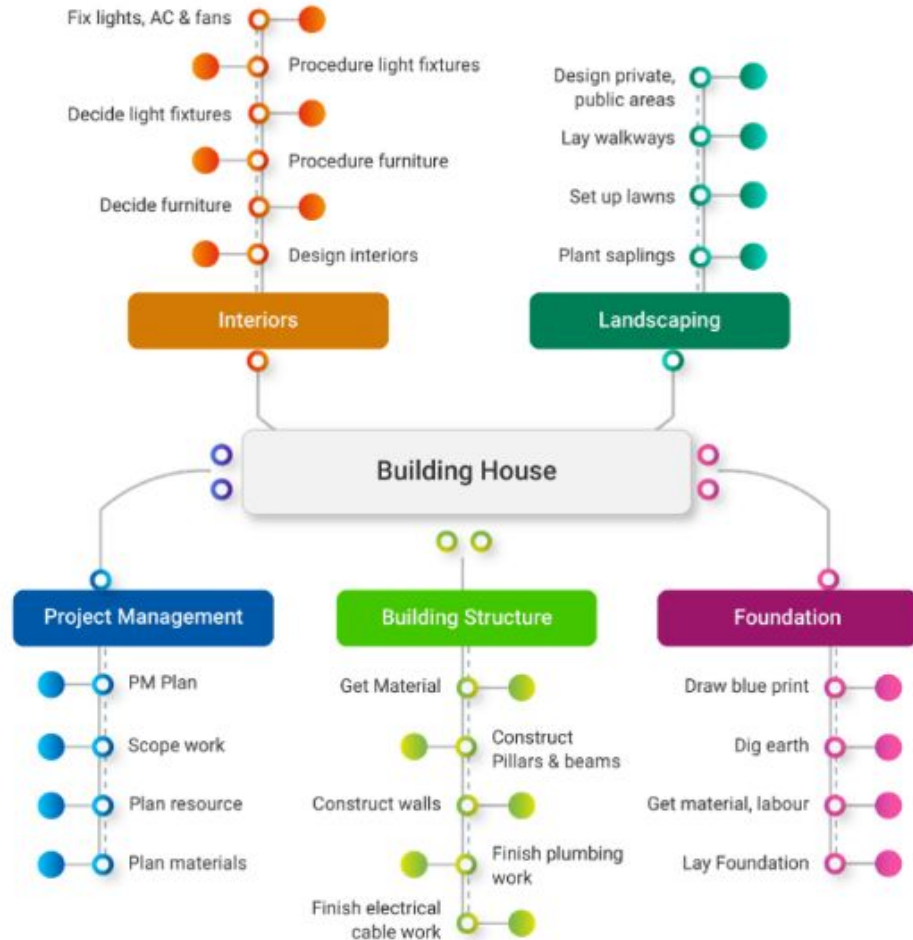 Fix lights, AC & fans
Procedure light fixtures
Decide light fixtures
Procedure furniture
Decide furniture
Design interiors
Interiors
Design private,
public areas
Lay walkways
Set up lawns
Plant saplings
Landscaping
Building House
Project Management
PM Plan
Scope work
Plan resource
Plan materials
Building Structure
Get Material
Construct
Pillars & beams
Construct walls
Finish plumbing
work
Finish electrical
cable work
Foundation
Draw blue print
Dig earth
Get material, labour
Lay Foundation